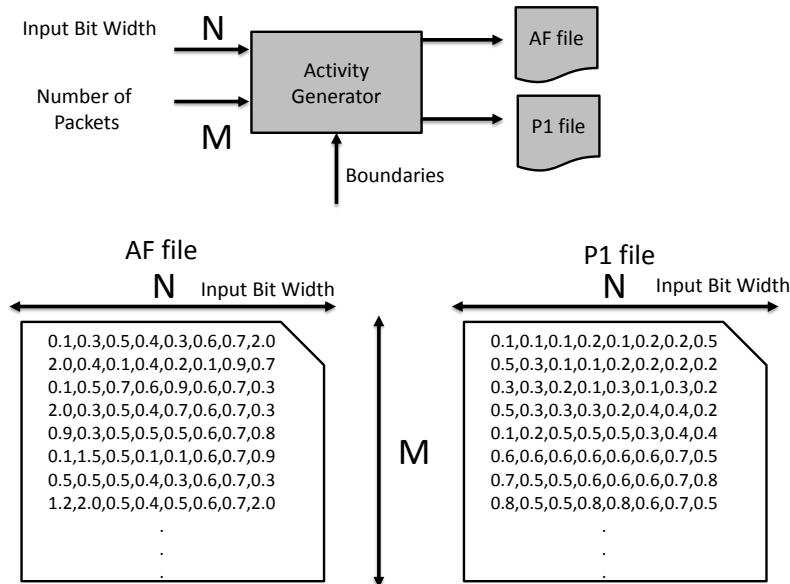 Input Bit Width
N
Number of
Packets
M
Activity
Generator
AF file
P1 file
Boundaries
AF file
N
Input Bit Width
0.1,0.3,0.5,0.4,0.3,0.6,0.7,2.0
2.0,0.4,0.1,0.4,0.2,0.1,0.9,0.7
0.1,0.5,0.7,0.6,0.9,0.6,0.7,0.3
2.0,0.3,0.5,0.4,0.7,0.6,0.7,0.3
0.9,0.3,0.5,0.5,0.5,0.6,0.7,0.8
0.1,1.5,0.5,0.1,0.1,0.6,0.7,0.9
0.5,0.5,0.5,0.4,0.3,0.6,0.7,0.3
1.2,2.0,0.5,0.4,0.5,0.6,0.7,2.0
.
.
.
M
P1 file
N
Input Bit Width
0.1,0.1,0.1,0.2,0.1,0.2,0.2,0.5
0.5,0.3,0.1,0.1,0.2,0.2,0.2,0.2
0.3,0.3,0.2,0.1,0.3,0.1,0.3,0.2
0.5,0.3,0.3,0.3,0.2,0.4,0.4,0.2
0.1,0.2,0.5,0.5,0.5,0.3,0.4,0.4
0.6,0.6,0.6,0.6,0.6,0.6,0.7,0.5
0.7,0.5,0.5,0.6,0.6,0.6,0.7,0.8
0.8,0.5,0.5,0.8,0.8,0.6,0.7,0.5
.
.
.